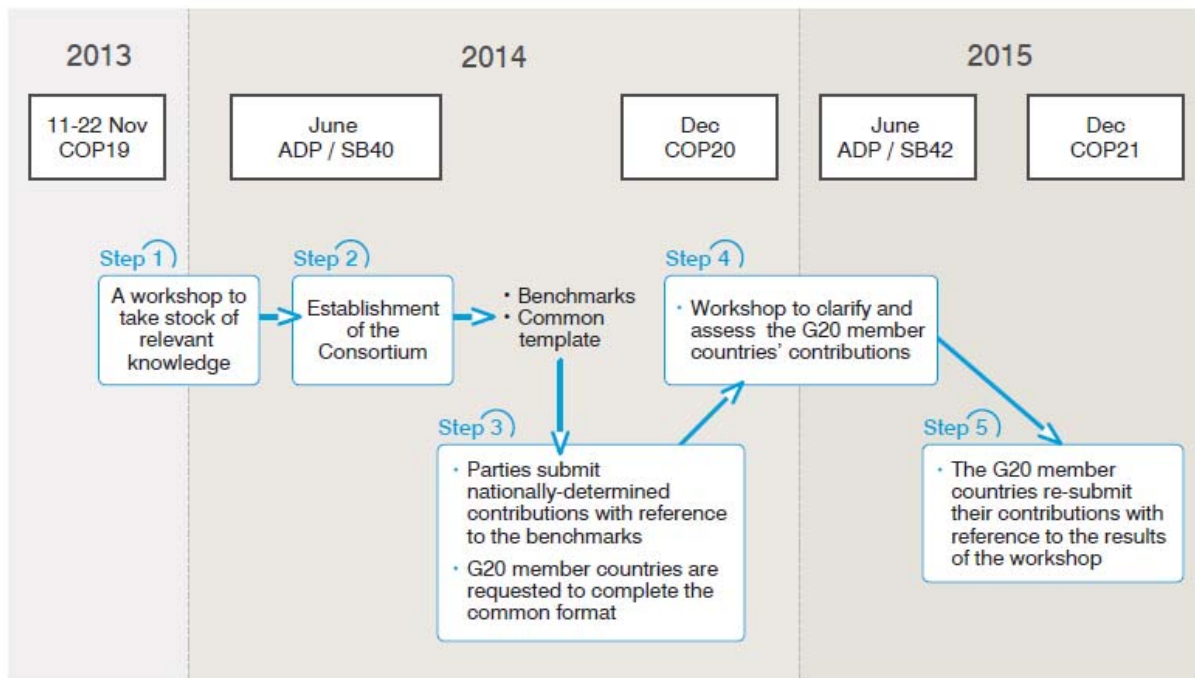 2013
2014
2015
11-22 Nov
COP19
June
ADP / SB40
Dec
COP20
June
ADP / SB42
Dec
COP21
Step 1
A workshop to
take stock of
relevant
knowledge
Step 2
Establishment
of the
Consortium
• Benchmarks
• Common
template
Step 3
• Parties submit
nationally-determined
contributions with reference
to the benchmarks
• G20 member countries are
requested to complete the
common format
Step 4
• Workshop to clarify and
assess the G20 member
countries’ contributions
Step 5
• The G20 member
countries re-submit
their contributions with
reference to the results
of the workshop